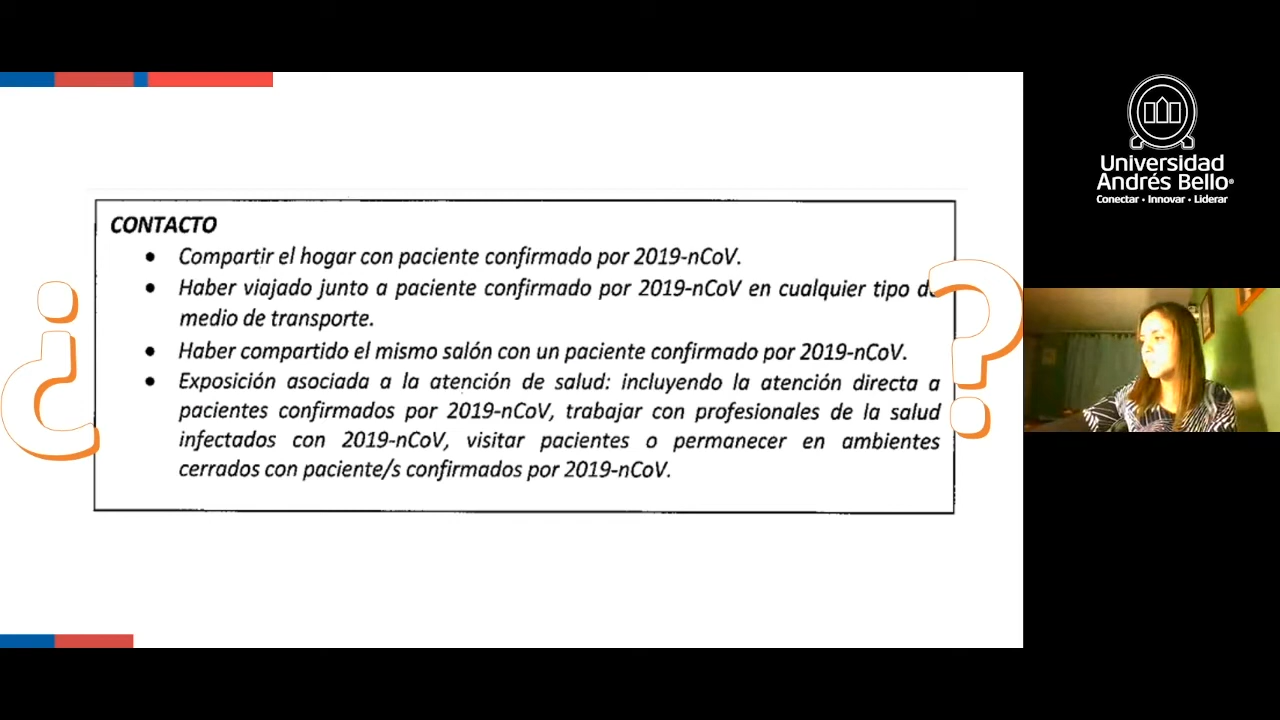 CONTACTO
• Compartir el hogar con paciente confirmado por 2019-nCoV.
• Haber viajado junto a paciente confirmado por 2019-nCoV en cualquier tipo de
medio de transporte.
• Haber compartido el mismo salón con un paciente confirmado por 2019-nCoV.
• Exposición asociada a la atención de salud: incluyendo la atención directa a
pacientes confirmados por 2019-nCoV, trabajar con profesionales de la salud
infectados con 2019-nCoV, visitar pacientes o permanecer en ambientes
cerrados con paciente/s confirmados por 2019-nCoV.
¿
?
Universidad
Andrés Bello®
Conectar • Innovar • Liderar